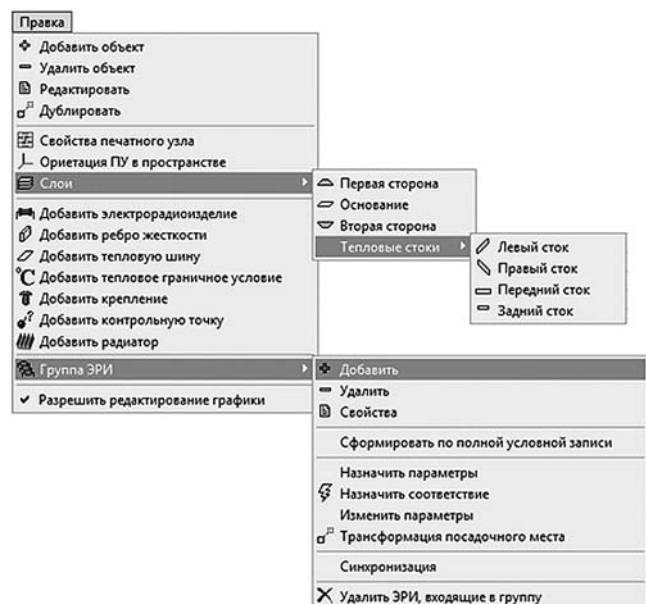 Правка
Добавить объект
Удалить объект
Редактировать
Дублировать
Свойства печатного узла
Ориетация ПУ в пространстве
Слои
Добавить электрорадиоизделие
Добавить ребро жесткости
Добавить тепловую шину
°C Добавить тепловое граничное условие
Добавить крепление
Добавить контрольную точку
Добавить радиатор
Группа ЭРИ
Разрешить редактирование графики
Первая сторона
Основание
Вторая сторона
Тепловые стоки
Левый сток
Правый сток
Передний сток
Задний сток
Добавить
Удалить
Свойства
Сформировать по полной условной записи
Назначить параметры
Назначить соответствие
Изменить параметры
Трансформация посадочного места
Синхронизация
Удалить ЭРИ, входящие в группу